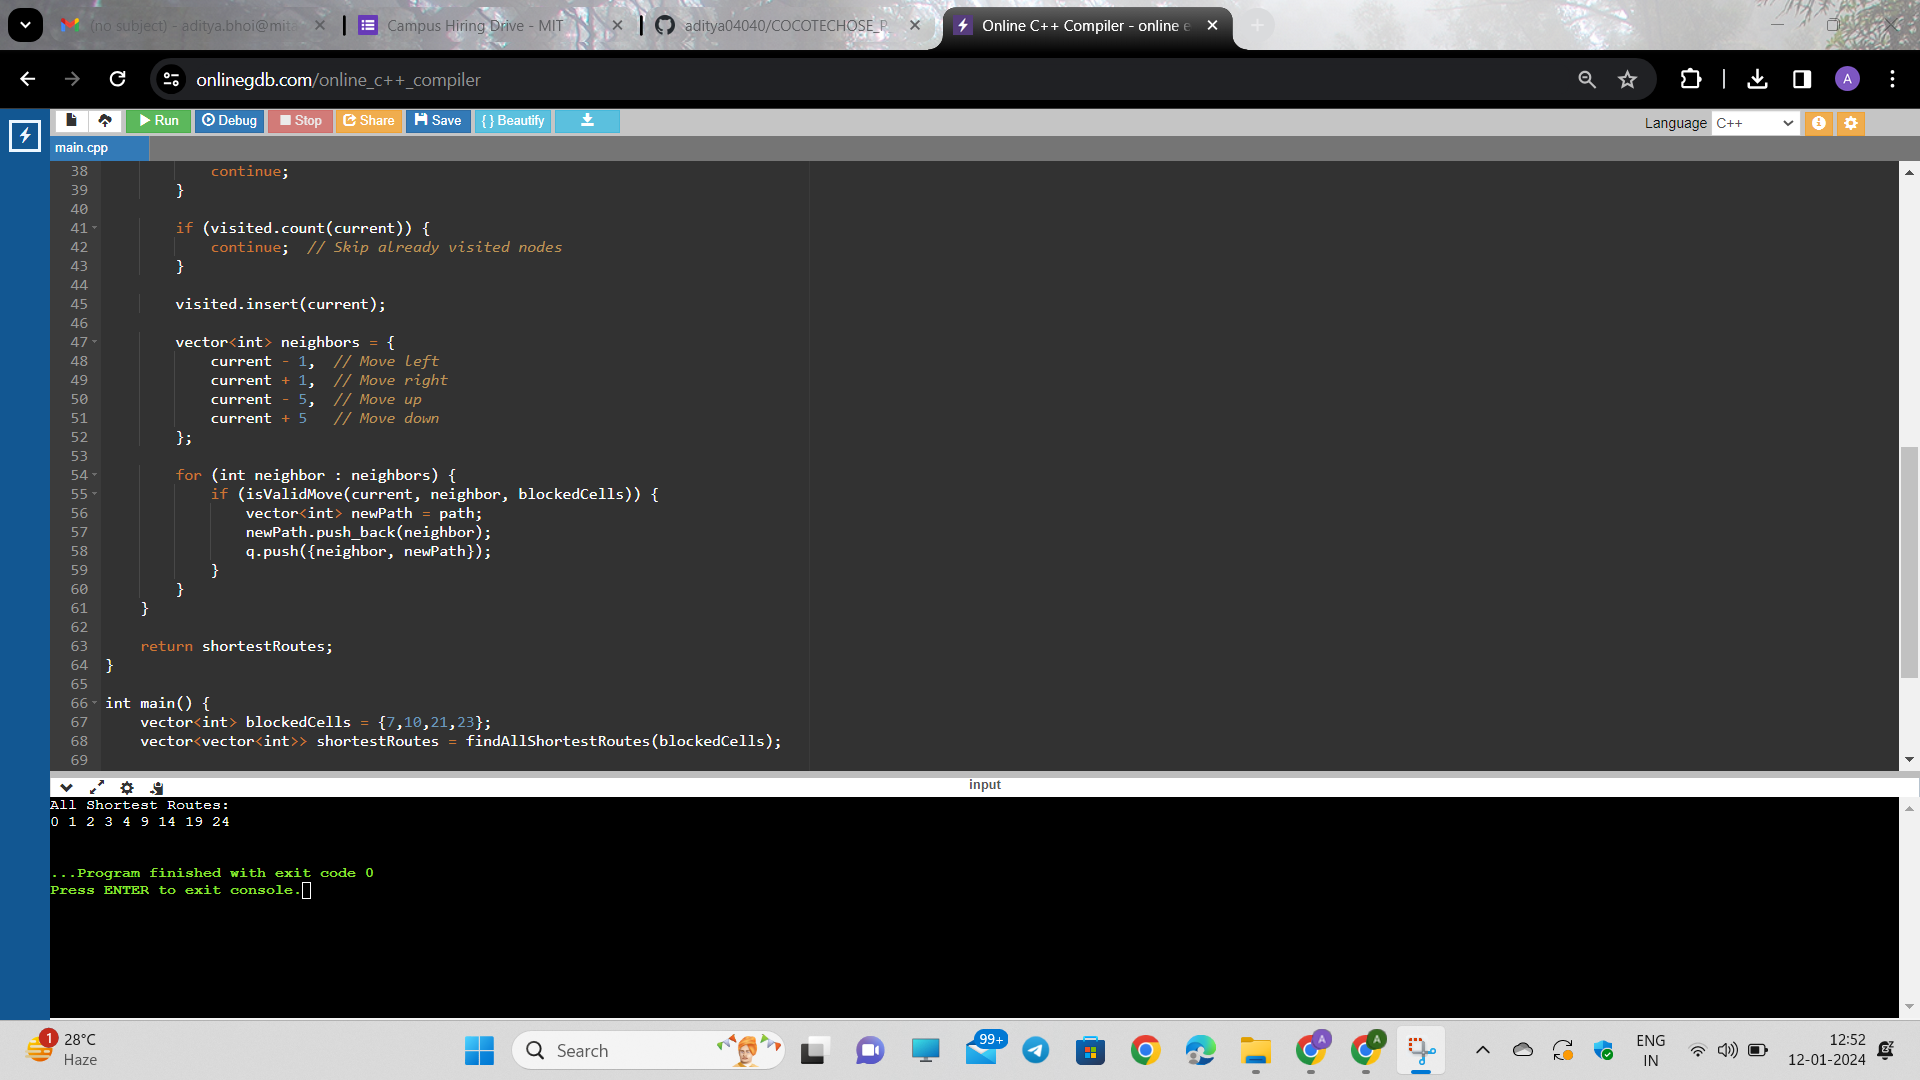 (no subject) - aditya.bhoi@mita
Campus Hiring Drive - MIT
aditya04040/COCOTECHOSE_P
Online C++ Compiler - online e
onlinegdb.com/online_c++_compiler
A
Run
Debug
Stop
Share
Save
{ } Beautify
Language C++
main.cpp
38 continue;
39 }
40
41 if (visited.count(current)) {
42 continue; // Skip already visited nodes
43 }
44
45 visited.insert(current);
46
47 vector<int> neighbors = {
48 current - 1, // Move left
49 current + 1, // Move right
50 current - 5, // Move up
51 current + 5 // Move down
52 };
53
54 for (int neighbor : neighbors) {
55 if (isValidMove(current, neighbor, blockedCells)) {
56 vector<int> newPath = path;
57 newPath.push_back(neighbor);
58 q.push({neighbor, newPath});
59 }
60 }
61 }
62
63 return shortestRoutes;
64 }
65
66 int main() {
67 vector<int> blockedCells = {7,10,21,23};
68 vector<vector<int>> shortestRoutes = findAllShortestRoutes(blockedCells);
69
input
All Shortest Routes:
0 1 2 3 4 9 14 19 24
...Program finished with exit code 0
Press ENTER to exit console.
1
28°C
Haze
Search
99+
A
A
ENG
IN
12:52
12-01-2024